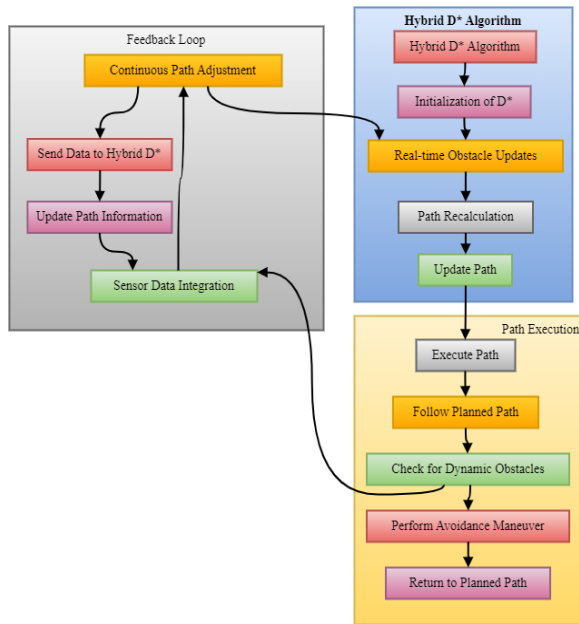 Feedback Loop
Continuous Path Adjustment
Send Data to Hybrid D*
Update Path Information
Sensor Data Integration
Hybrid D* Algorithm
Hybrid D* Algorithm
Initialization of D*
Real-time Obstacle Updates
Path Recalculation
Update Path
Path Execution
Execute Path
Follow Planned Path
Check for Dynamic Obstacles
Perform Avoidance Maneuver
Return to Planned Path